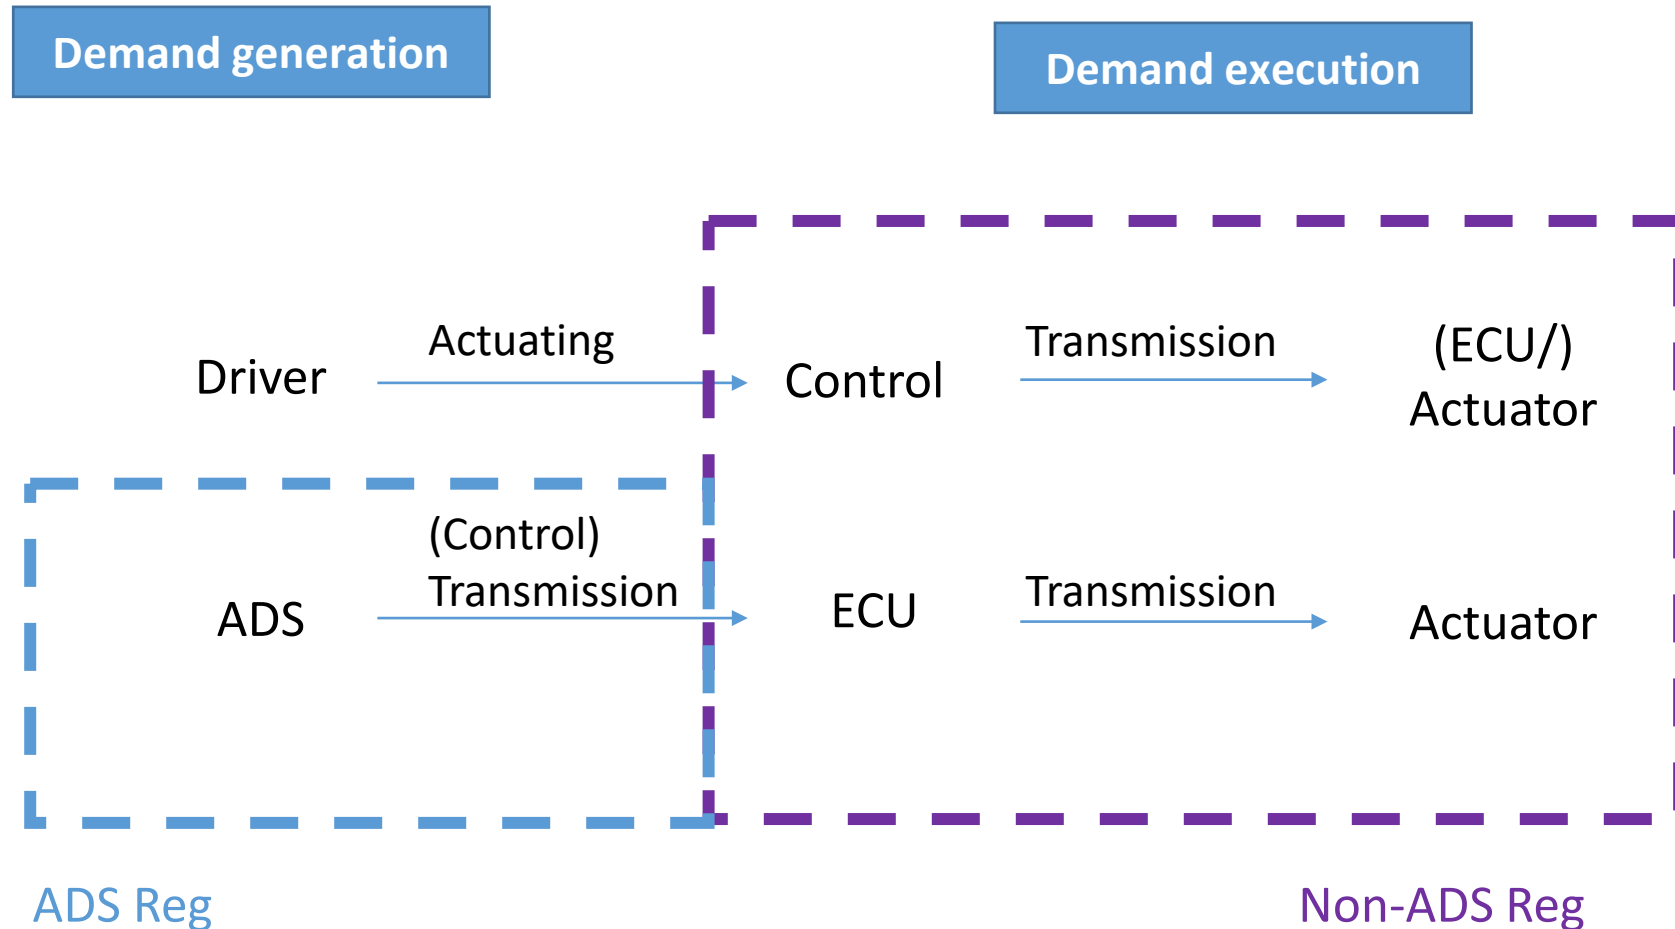 Demand generation
Demand execution
Driver
Actuating
Control
Transmission
(ECU/)
Actuator
ADS
(Control)
Transmission
ECU
Transmission
Actuator
ADS Reg
Non-ADS Reg